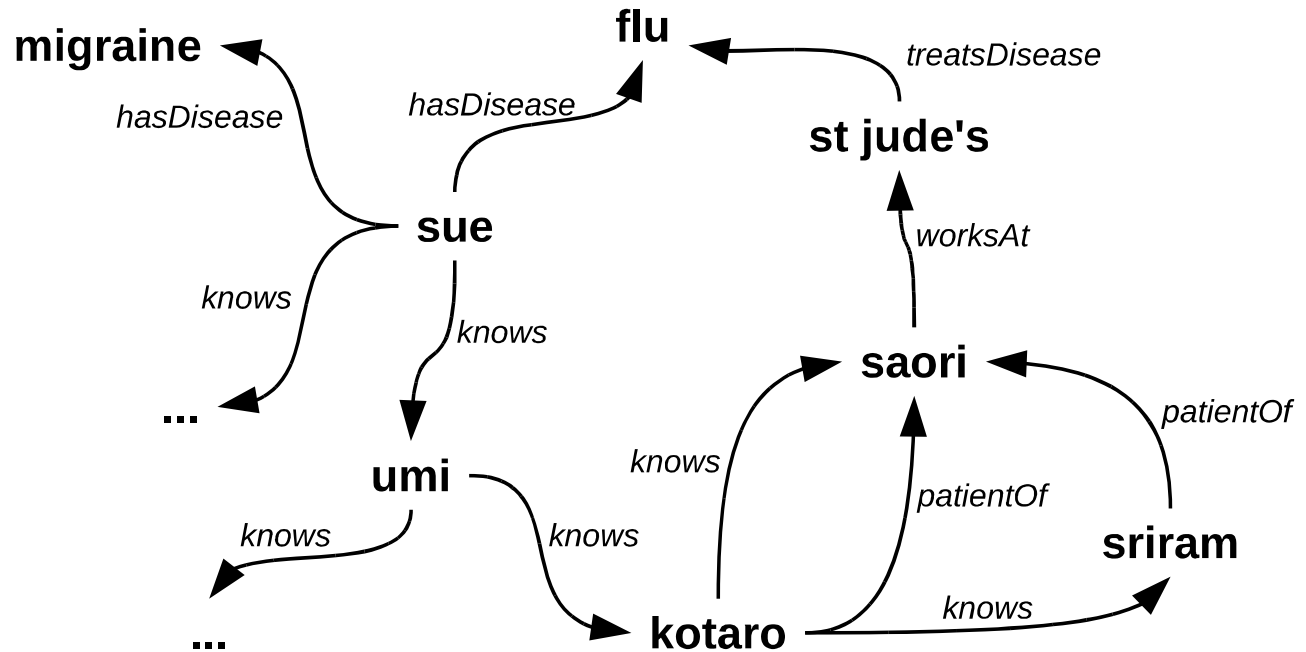 flu
migraine
treatsDisease
hasDisease
hasDisease
st jude's
sue
worksAt
knows
knows
saori
...
patientOf
knows
umi
patientOf
knows
knows
sriram
knows
...
kotaro